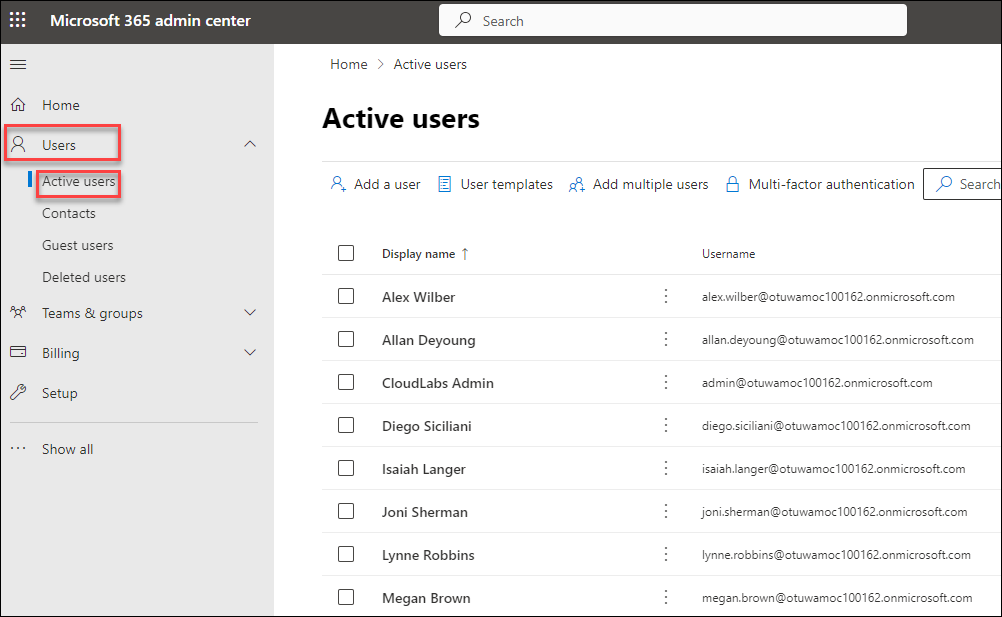 Microsoft 365 admin center
Search
Home
Users
Active users
Contacts
Guest users
Deleted users
Teams & groups
Billing
Setup
Show all
Home > Active users
Active users
Add a user User templates Add multiple users Multi-factor authentication Search
Display name ↑ Username
Alex Wilber alex.wilber@otuwamoc100162.onmicrosoft.com
Allan Deyoung allan.deyoung@otuwamoc100162.onmicrosoft.com
CloudLabs Admin admin@otuwamoc100162.onmicrosoft.com
Diego Siciliani diego.siciliani@otuwamoc100162.onmicrosoft.com
Isaiah Langer isaiah.langer@otuwamoc100162.onmicrosoft.com
Joni Sherman joni.sherman@otuwamoc100162.onmicrosoft.com
Lynne Robbins lynne.robbins@otuwamoc100162.onmicrosoft.com
Megan Brown megan.brown@otuwamoc100162.onmicrosoft.com